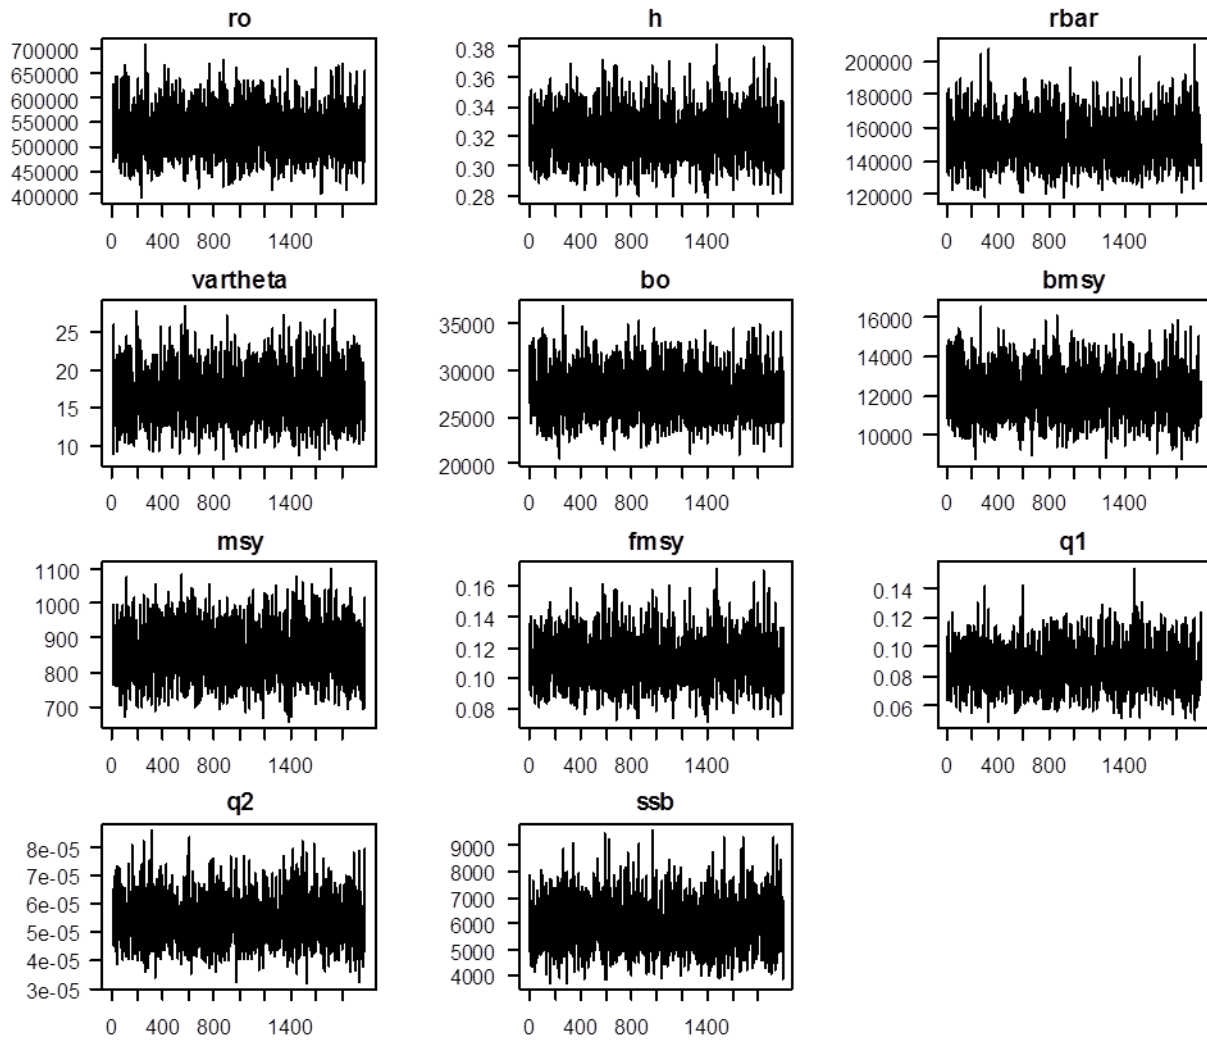 ro
700000
650000
600000
550000
500000
450000
400000
0 400 800 1400
h
0.38
0.36
0.34
0.32
0.30
0.28
0 400 800 1400
rbar
200000
180000
160000
140000
120000
0 400 800 1400
vartheta
25
20
15
10
0 400 800 1400
bo
35000
30000
25000
20000
0 400 800 1400
bmsy
16000
14000
12000
10000
0 400 800 1400
msy
1100
1000
900
800
700
0 400 800 1400
fmsy
0.16
0.14
0.12
0.10
0.08
0 400 800 1400
q1
0.14
0.12
0.10
0.08
0.06
0 400 800 1400
q2
8e-05
7e-05
6e-05
5e-05
4e-05
3e-05
0 400 800 1400
ssb
9000
8000
7000
6000
5000
4000
0 400 800 1400